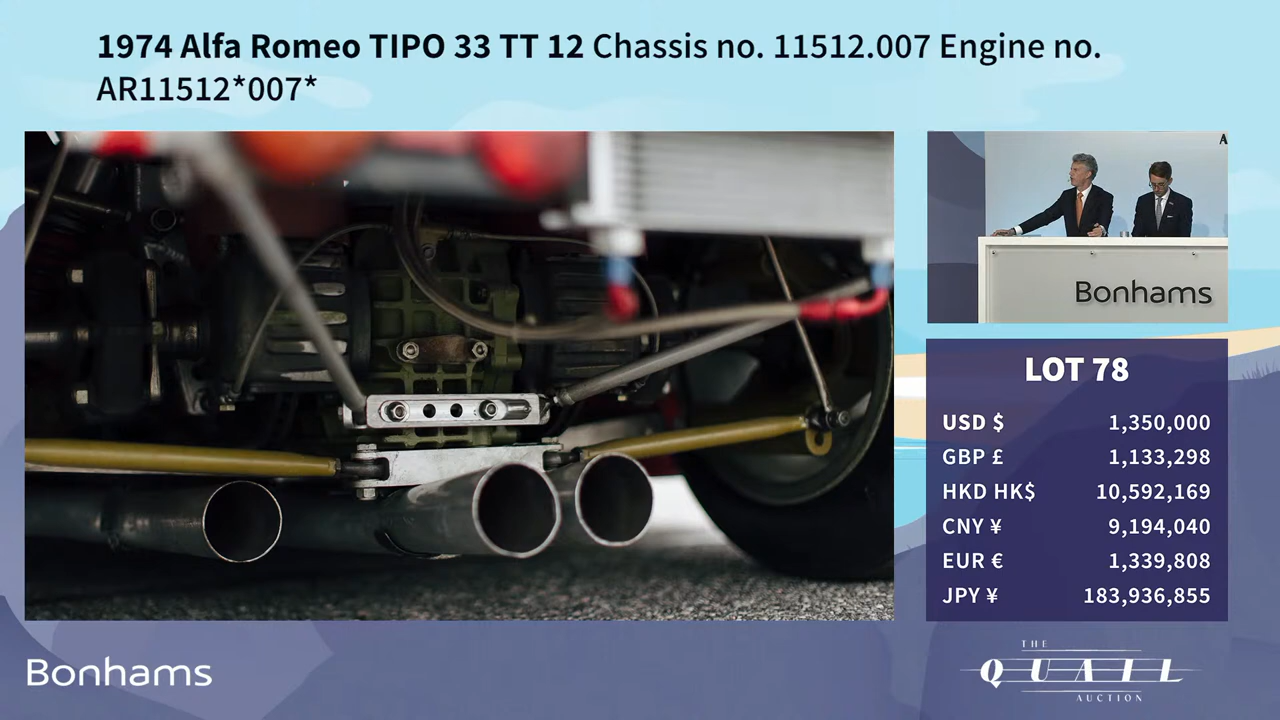 1974 Alfa Romeo TIPO 33 TT 12 Chassis no. 11512.007 Engine no.
AR11512*007*
A
Bonhams
LOT 78
USD $ 1,350,000
GBP £ 1,133,298
HKD HK$ 10,592,169
CNY ¥ 9,194,040
EUR € 1,339,808
JPY ¥ 183,936,855
Bonhams
THE
QUAIL
AUCTION